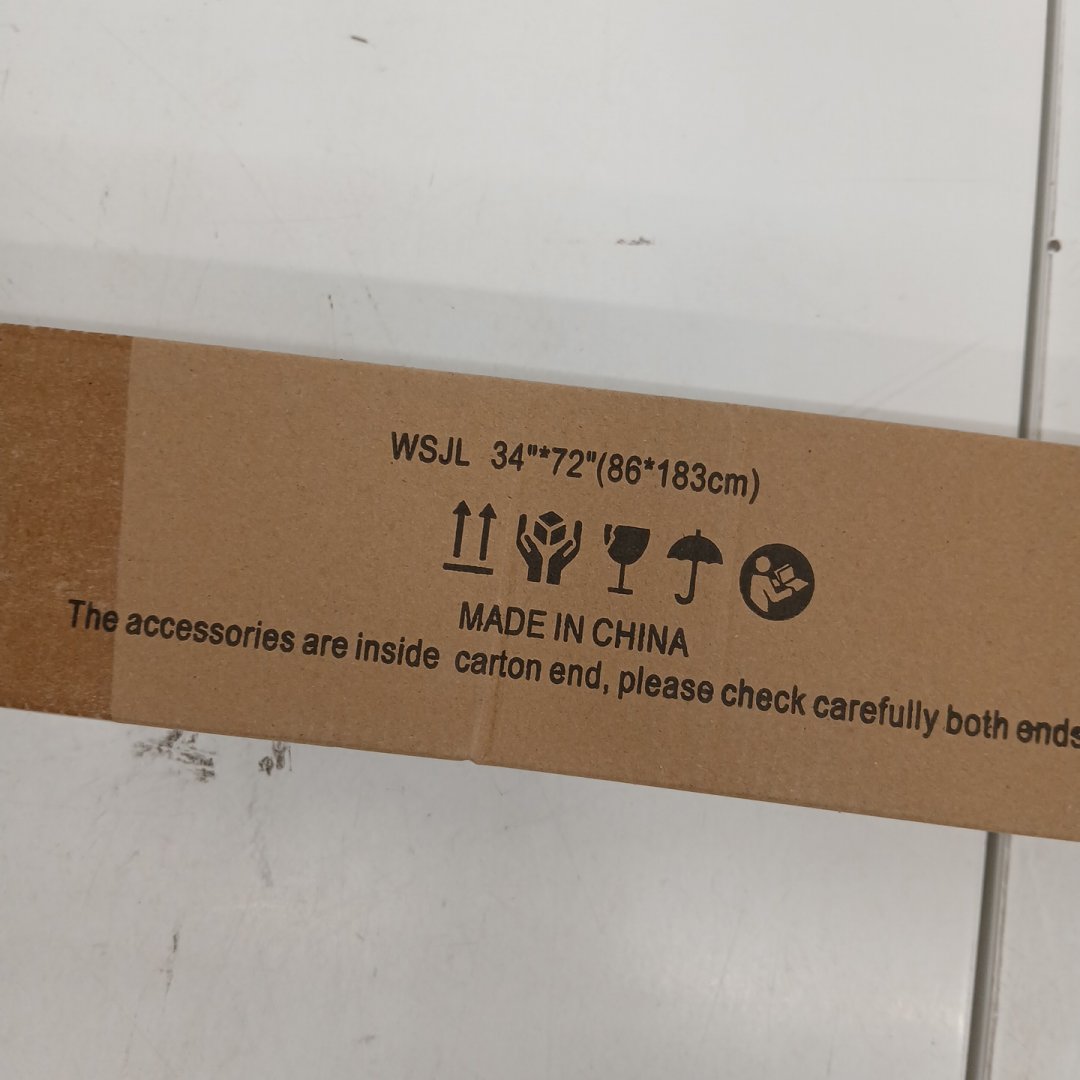 WSJL 34"*72"(86*183cm)
MADE IN CHINA
The accessories are inside carton end, please check carefully both ends